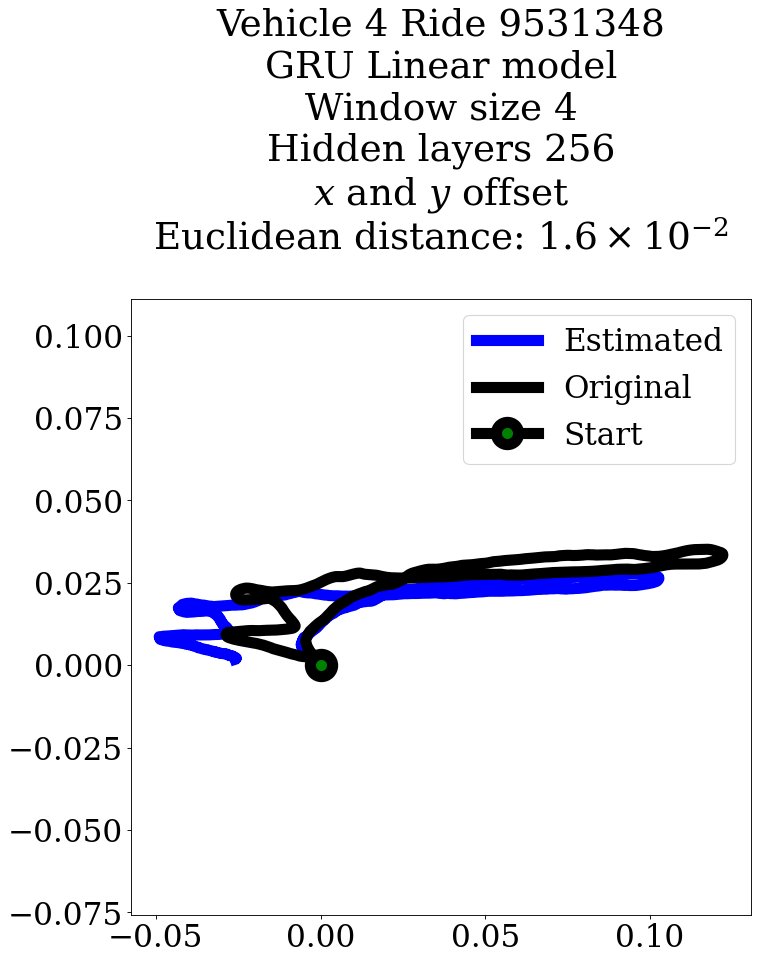 Vehicle 4 Ride 9531348
GRU Linear model
Window size 4
Hidden layers 256
x and y offset
Euclidean distance: 1.6 × 10⁻²
Estimated
Original
Start
0.100
0.075
0.050
0.025
0.000
−0.025
−0.050
−0.075
−0.05 0.00 0.05 0.10